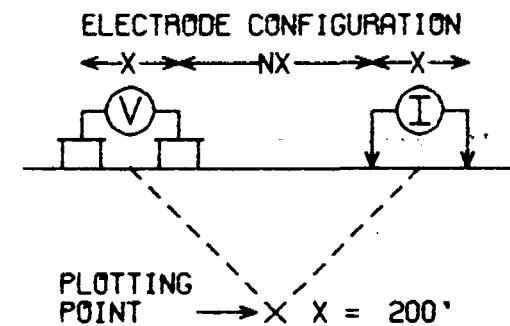 ELECTRODE CONFIGURATION
X NX X
V I
PLOTTING
POINT X X = 200'